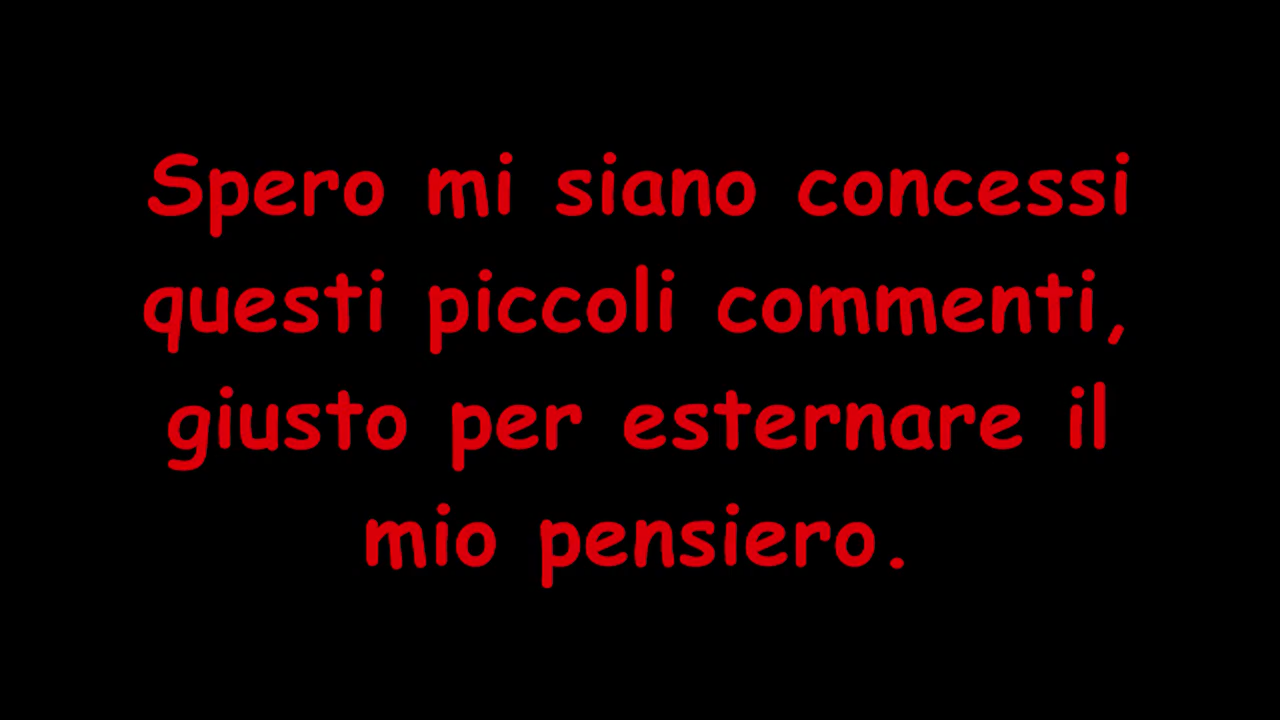 Spero mi siano concessi
questi piccoli commenti,
giusto per esternare il
mio pensiero.